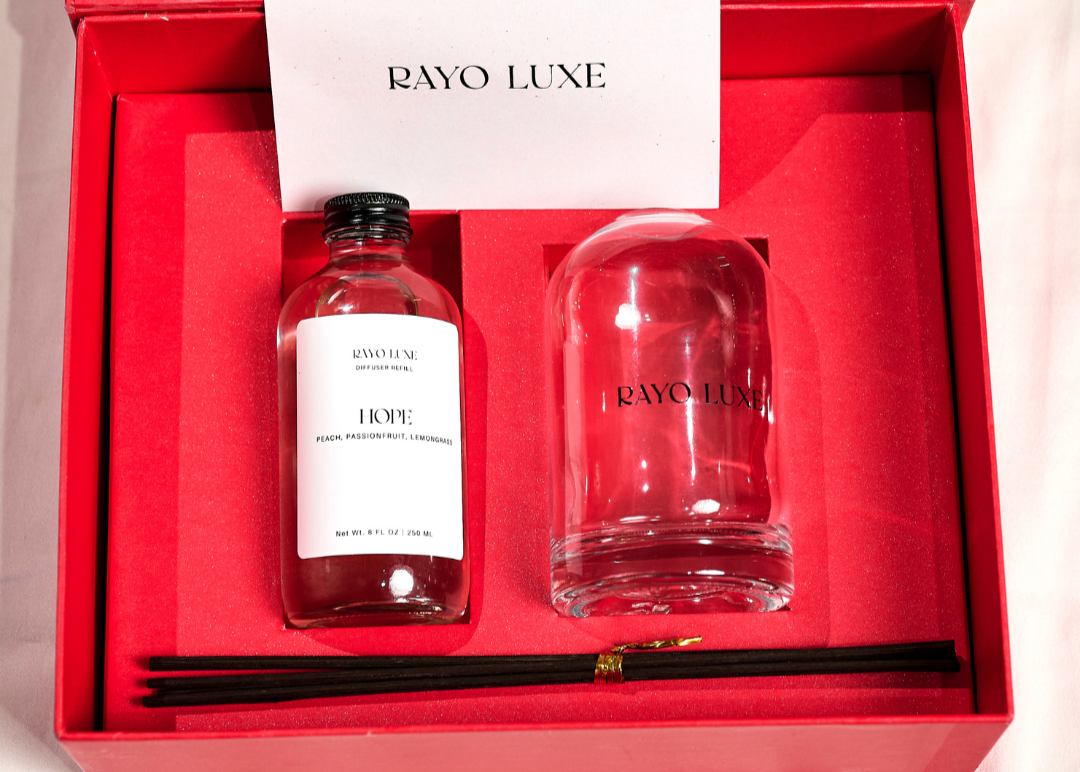 RAYO LUXE
RAYO LUXE
DIFFUSER REFILL
HOPE
PEACH, PASSIONFRUIT, LEMONGRASS
Net Wt. 8 FL OZ | 250 ML
RAYO LUXE